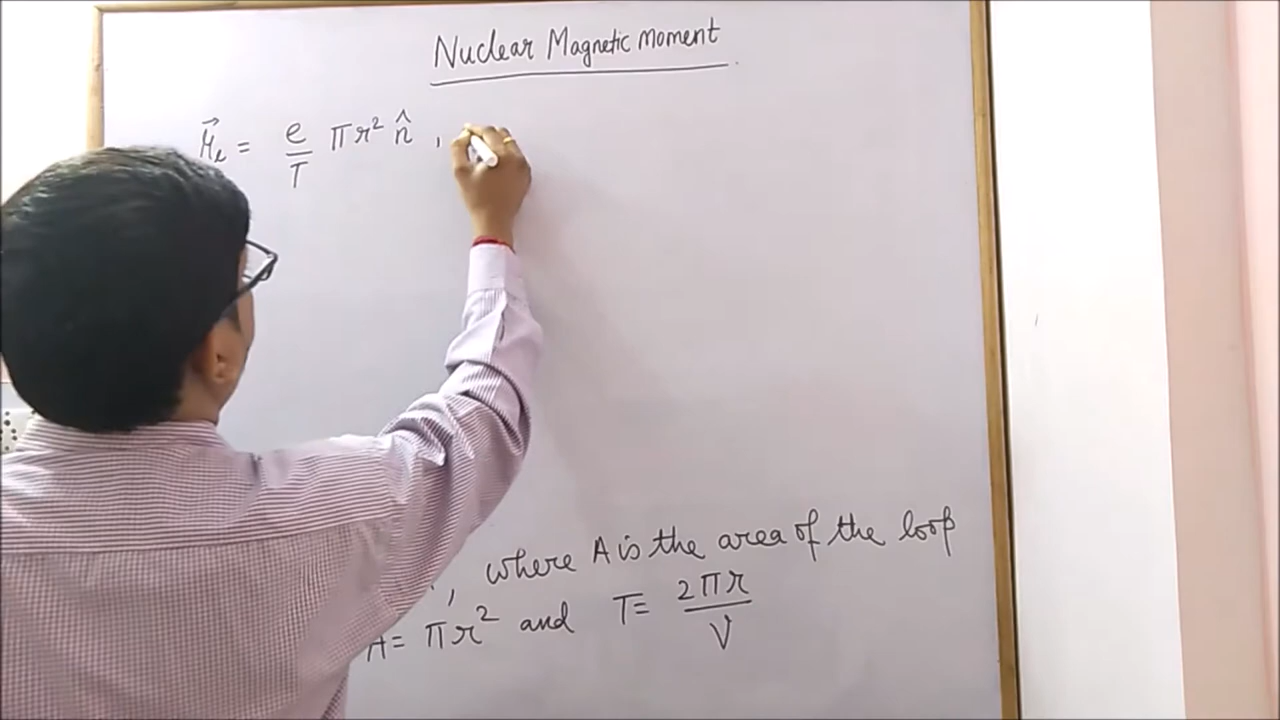 Nuclear Magnetic Moment
μ⃗ₗ = e/T πr² n̂ ,
, where A is the area of the loop
A = πr² and T = 2πr/V